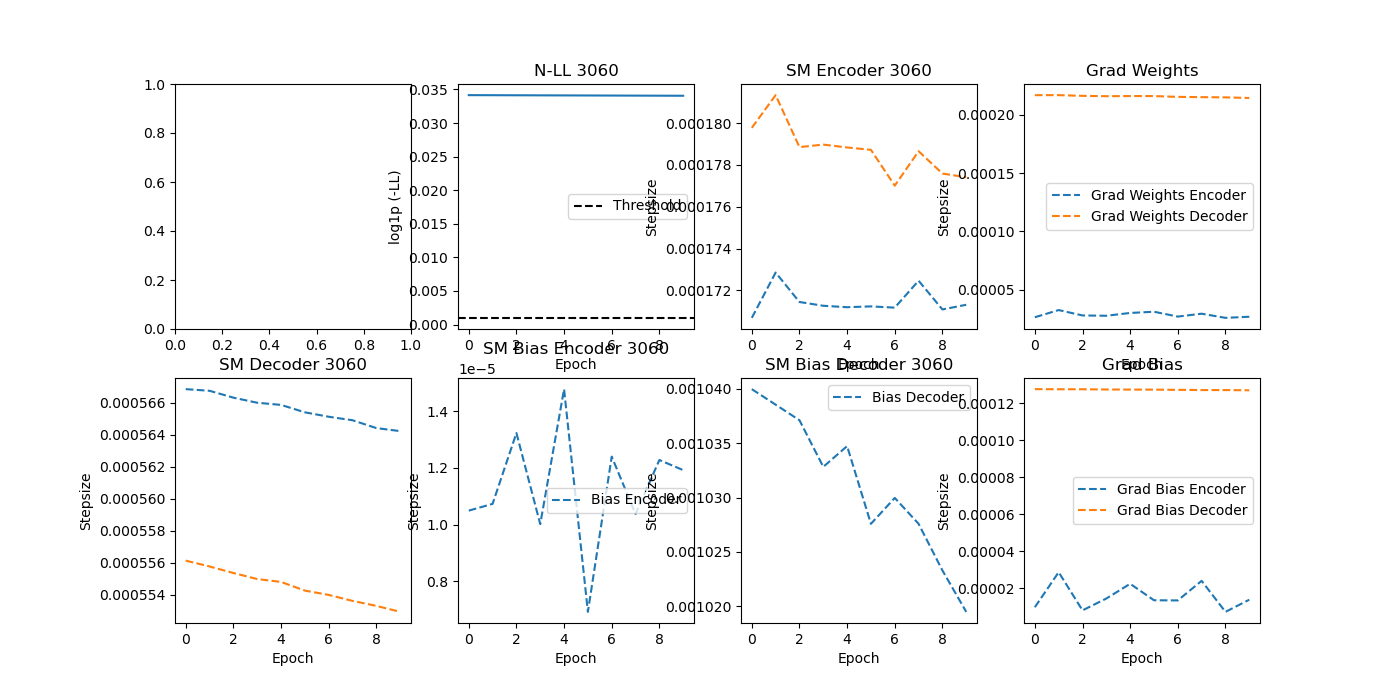 1.0
0.8
0.6
0.4
0.2
0.0
0.0 0.2 0.4 0.6 0.8 1.0
N-LL 3060
log1p (-LL)
0.035
0.030
0.025
0.020
0.015
0.010
0.005
0.000
Threshold
0 2 4 6 8
Epoch
SM Encoder 3060
Stepsize
0.000180
0.000178
0.000176
0.000174
0.000172
0 2 4 6 8
Epoch
Grad Weights
Stepsize
0.00020
0.00015
0.00010
0.00005
Grad Weights Encoder
Grad Weights Decoder
0 2 4 6 8
Epoch
SM Decoder 3060
Stepsize
0.000566
0.000564
0.000562
0.000560
0.000558
0.000556
0.000554
0 2 4 6 8
Epoch
SM Bias Encoder 3060
1e−5
Stepsize
1.4
1.2
1.0
0.8
Bias Encoder
0 2 4 6 8
Epoch
SM Bias Decoder 3060
Stepsize
0.001040
0.001035
0.001030
0.001025
0.001020
Bias Decoder
0 2 4 6 8
Epoch
Grad Bias
Stepsize
0.00012
0.00010
0.00008
0.00006
0.00004
0.00002
Grad Bias Encoder
Grad Bias Decoder
0 2 4 6 8
Epoch